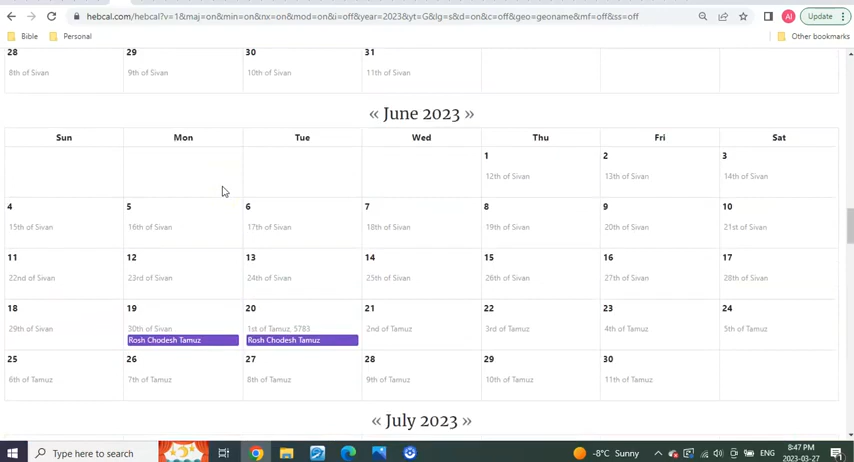 hebcal.com/hebcal?v=1&maj=on&min=on&nx=on&mod=on&i=off&year=2023&yt=G&lg=s&d=on&c=off&geo=geoname&mf=off&ss=off
AI
Update
Bible Personal Other bookmarks
28 29 30 31
8th of Sivan 9th of Sivan 10th of Sivan 11th of Sivan
« June 2023 »
Sun Mon Tue Wed Thu Fri Sat
1 2 3
12th of Sivan 13th of Sivan 14th of Sivan
4 5 6 7 8 9 10
15th of Sivan 16th of Sivan 17th of Sivan 18th of Sivan 19th of Sivan 20th of Sivan 21st of Sivan
11 12 13 14 15 16 17
22nd of Sivan 23rd of Sivan 24th of Sivan 25th of Sivan 26th of Sivan 27th of Sivan 28th of Sivan
18 19 20 21 22 23 24
29th of Sivan 30th of Sivan 1st of Tamuz, 5783 2nd of Tamuz 3rd of Tamuz 4th of Tamuz 5th of Tamuz
Rosh Chodesh Tamuz Rosh Chodesh Tamuz
25 26 27 28 29 30
6th of Tamuz 7th of Tamuz 8th of Tamuz 9th of Tamuz 10th of Tamuz 11th of Tamuz
« July 2023 »
Type here to search
-8°C Sunny
ENG
8:47 PM
2023-03-27